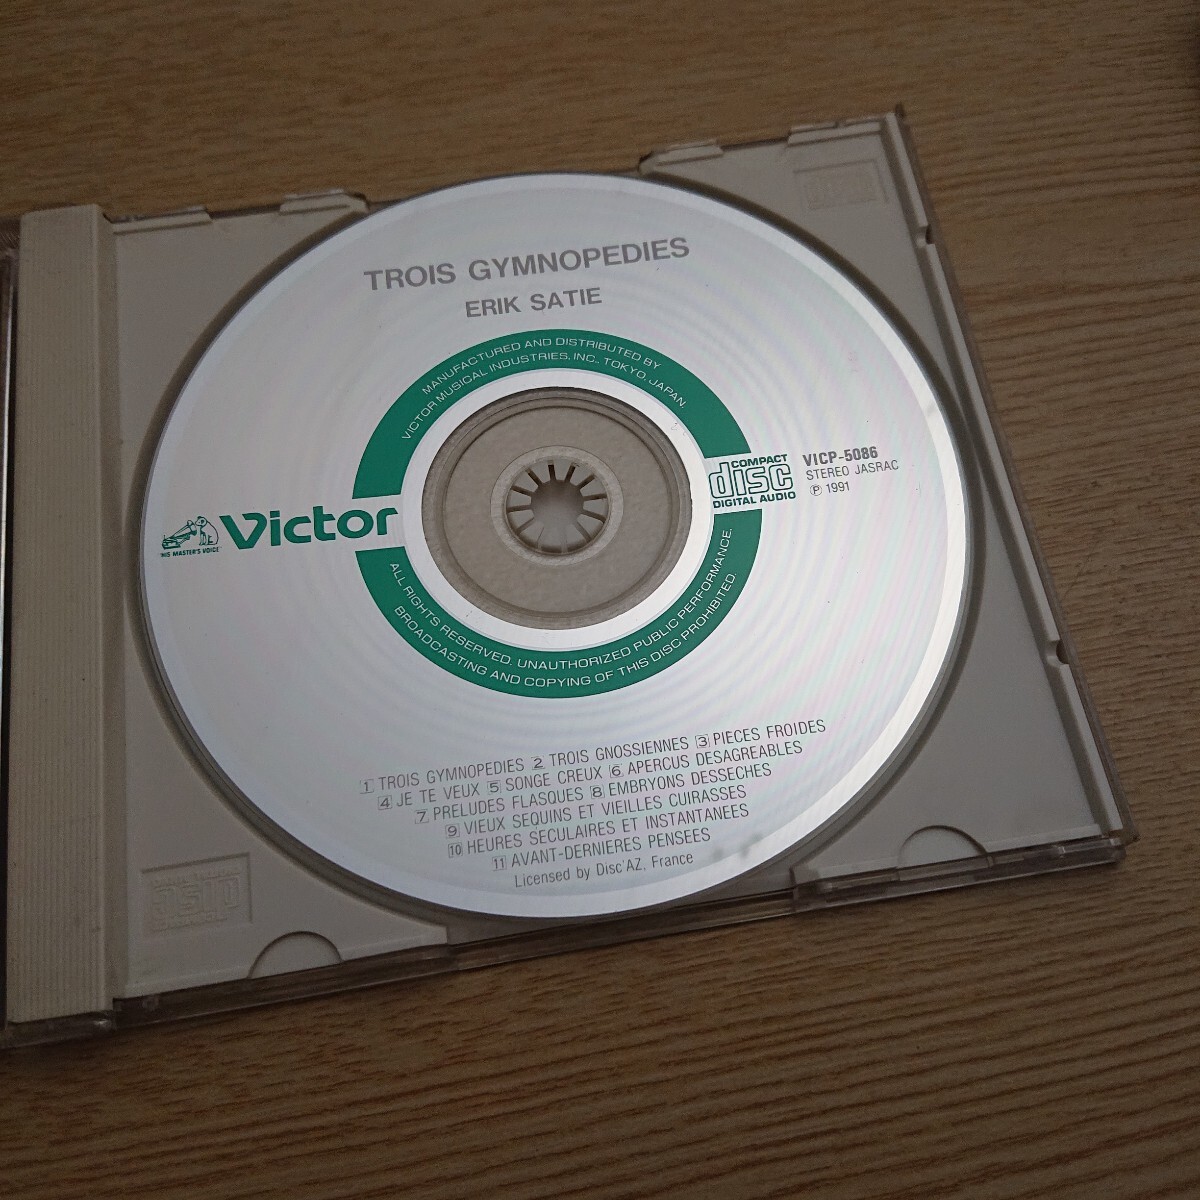 TROIS GYMNOPEDIES
ERIK SATIE
MANUFACTURED AND DISTRIBUTED BY
VICTOR MUSICAL INDUSTRIES, INC., TOKYO, JAPAN.
"HIS MASTER'S VOICE"
Victor
COMPACT
disc
DIGITAL AUDIO
VICP-5086
STEREO JASRAC
Ⓟ 1991
ALL RIGHTS RESERVED. UNAUTHORIZED PUBLIC PERFORMANCE.
BROADCASTING AND COPYING OF THIS DISC PROHIBITED.
1 TROIS GYMNOPEDIES 2 TROIS GNOSSIENNES 3 PIECES FROIDES
4 JE TE VEUX 5 SONGE CREUX 6 APERCUS DESAGREABLES
7 PRELUDES FLASQUES 8 EMBRYONS DESSECHES
9 VIEUX SEQUINS ET VIEILLES CUIRASSES
10 HEURES SECULAIRES ET INSTANTANEES
11 AVANT-DERNIERES PENSEES
Licensed by Disc'AZ, France